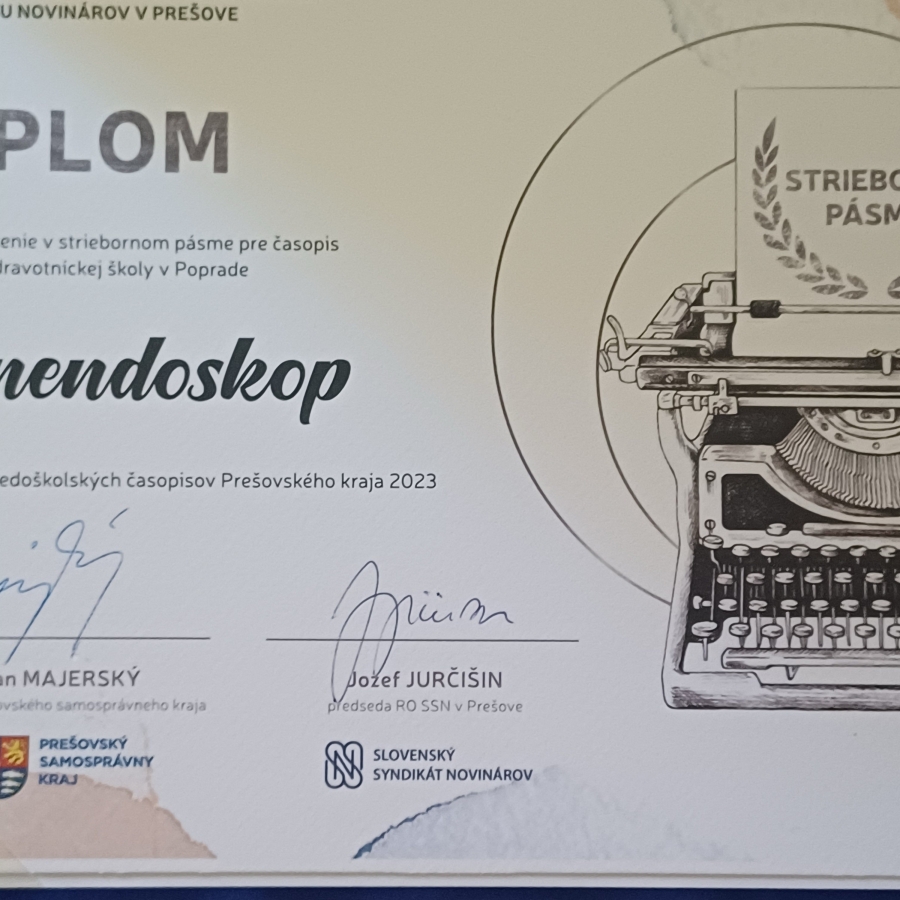 U NOVINÁROV V PREŠOVE
PLOM
enie v striebornom pásme pre časopis
dravotníckej školy v Poprade
nendoskop
edoškolských časopisov Prešovského kraja 2023
an MAJERSKÝ
ovského samosprávneho kraja
Jozef JURČIŠIN
predseda RO SSN v Prešove
PREŠOVSKÝ
SAMOSPRÁVNY
KRAJ
SLOVENSKÝ
SYNDIKÁT NOVINÁROV
STRIEBO
PÁSM